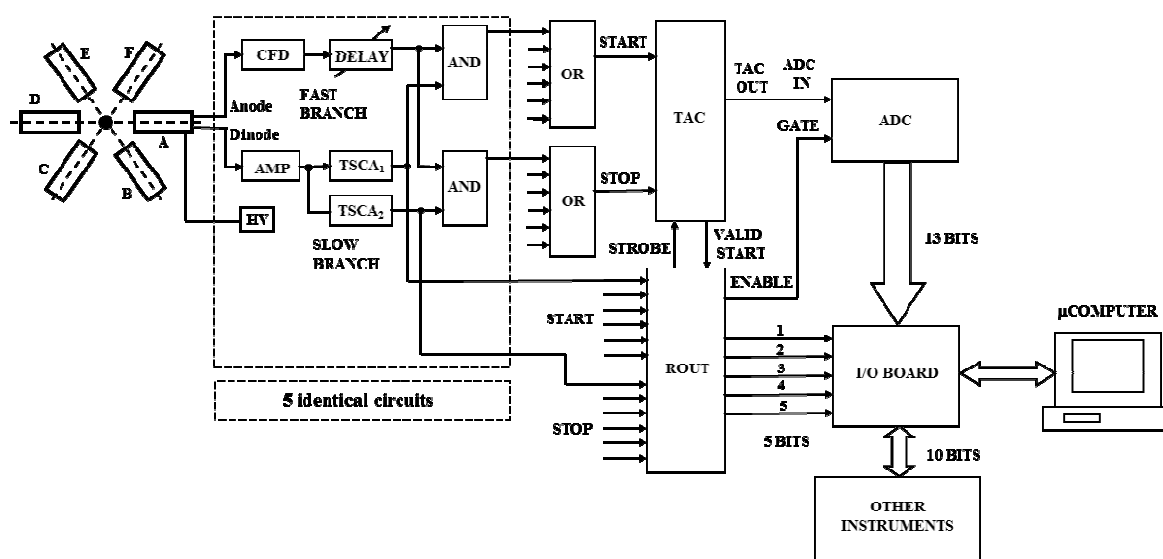 E
F
D
A
C
B
Anode
Dinode
HV
CFD
DELAY
FAST
BRANCH
AMP
TSCA1
TSCA2
SLOW
BRANCH
AND
AND
5 identical circuits
OR
OR
START
STOP
TAC
STROBE
VALID
START
TAC
OUT
ADC
IN
GATE
ADC
ENABLE
START
STOP
ROUT
1
2
3
4
5
5 BITS
13 BITS
I/O BOARD
10 BITS
OTHER
INSTRUMENTS
µCOMPUTER